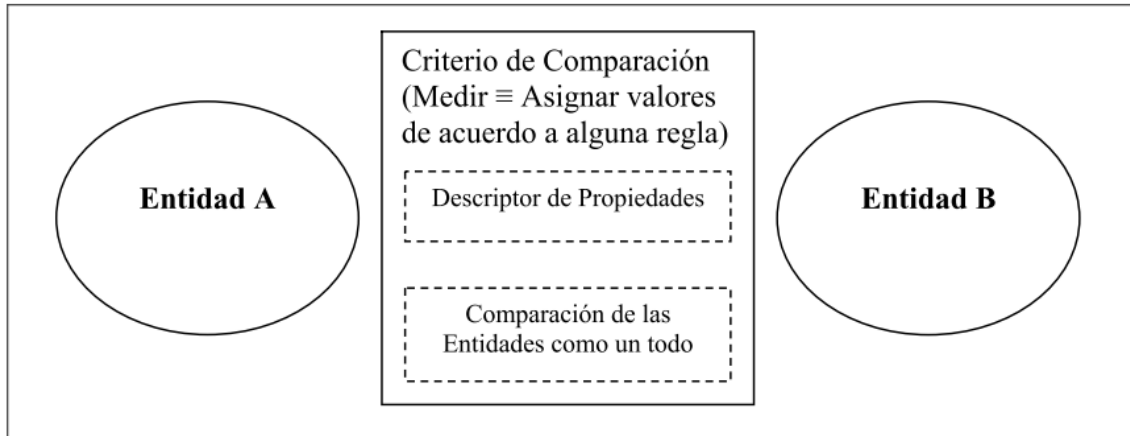 Entidad A
Criterio de Comparación
(Medir ≡ Asignar valores
de acuerdo a alguna regla)
Descriptor de Propiedades
Comparación de las
Entidades como un todo
Entidad B